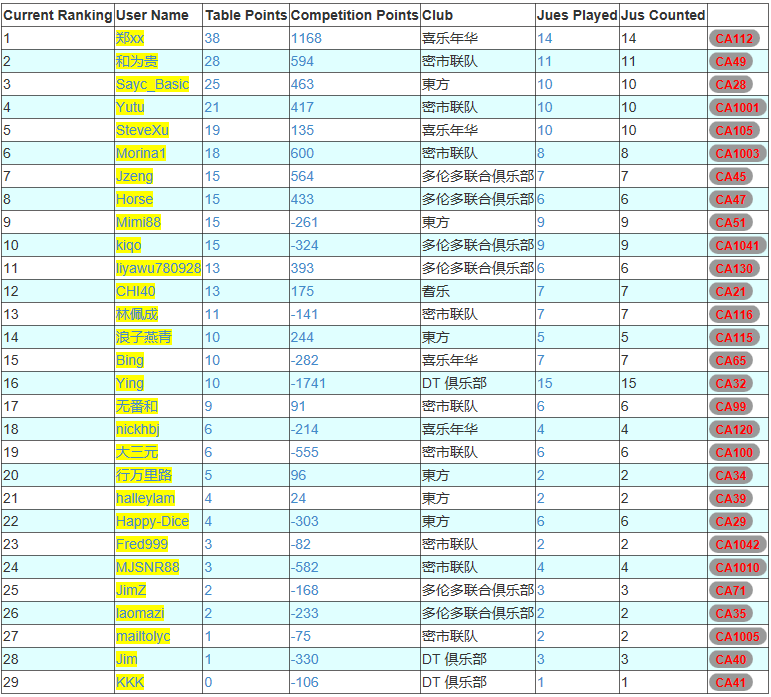 Current Ranking User Name Table Points Competition Points Club Jues Played Jus Counted
1 郑xx 38 1168 喜乐年华 14 14 CA112
2 和为贵 28 594 密市联队 11 11 CA49
3 Sayc_Basic 25 463 東方 10 10 CA28
4 Yutu 21 417 密市联队 10 10 CA1001
5 SteveXu 19 135 喜乐年华 10 10 CA105
6 Morina1 18 600 密市联队 8 8 CA1003
7 Jzeng 15 564 多伦多联合俱乐部 7 7 CA45
8 Horse 15 433 多伦多联合俱乐部 6 6 CA47
9 Mimi88 15 -261 東方 9 9 CA51
10 kiqo 15 -324 多伦多联合俱乐部 9 9 CA1041
11 liyawu780928 13 393 多伦多联合俱乐部 6 6 CA130
12 CHI40 13 175 耆乐 7 7 CA21
13 林佩成 11 -141 密市联队 7 7 CA116
14 浪子燕青 10 244 東方 5 5 CA115
15 Bing 10 -282 喜乐年华 7 7 CA65
16 Ying 10 -1741 DT 俱乐部 15 15 CA32
17 无番和 9 91 密市联队 6 6 CA99
18 nickhbj 6 -214 喜乐年华 4 4 CA120
19 大三元 6 -555 密市联队 6 6 CA100
20 行万里路 5 96 東方 2 2 CA34
21 halleylam 4 24 東方 2 2 CA39
22 Happy-Dice 4 -303 東方 6 6 CA29
23 Fred999 3 -82 密市联队 2 2 CA1042
24 MJSNR88 3 -582 密市联队 4 4 CA1010
25 JimZ 2 -168 多伦多联合俱乐部 3 3 CA71
26 laomazi 2 -233 多伦多联合俱乐部 2 2 CA35
27 mailtolyc 1 -75 密市联队 2 2 CA1005
28 Jim 1 -330 DT 俱乐部 3 3 CA40
29 KKK 0 -106 DT 俱乐部 1 1 CA41